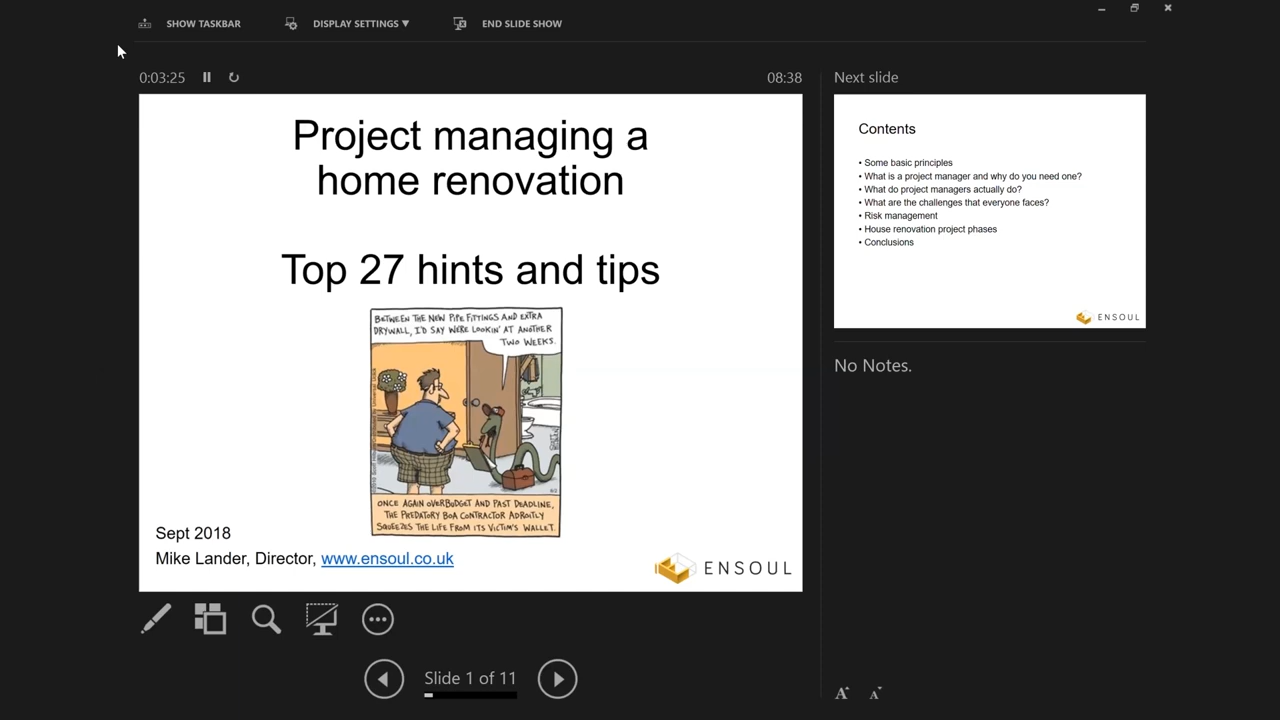 SHOW TASKBAR
DISPLAY SETTINGS ▼
END SLIDE SHOW
0:03:25
08:38
Project managing a
home renovation
Top 27 hints and tips
BETWEEN THE NEW PIPE FITTINGS AND EXTRA
DRYWALL, I'D SAY WE'RE LOOKIN' AT ANOTHER
TWO WEEKS.
ONCE AGAIN OVERBUDGET AND PAST DEADLINE,
THE PREDATORY BOA CONTRACTOR ADROITLY
SQUEEZES THE LIFE FROM ITS VICTIM'S WALLET.
Sept 2018
Mike Lander, Director, www.ensoul.co.uk
ENSOUL
Slide 1 of 11
Next slide
Contents
• Some basic principles
• What is a project manager and why do you need one?
• What do project managers actually do?
• What are the challenges that everyone faces?
• Risk management
• House renovation project phases
• Conclusions
ENSOUL
No Notes.
A A